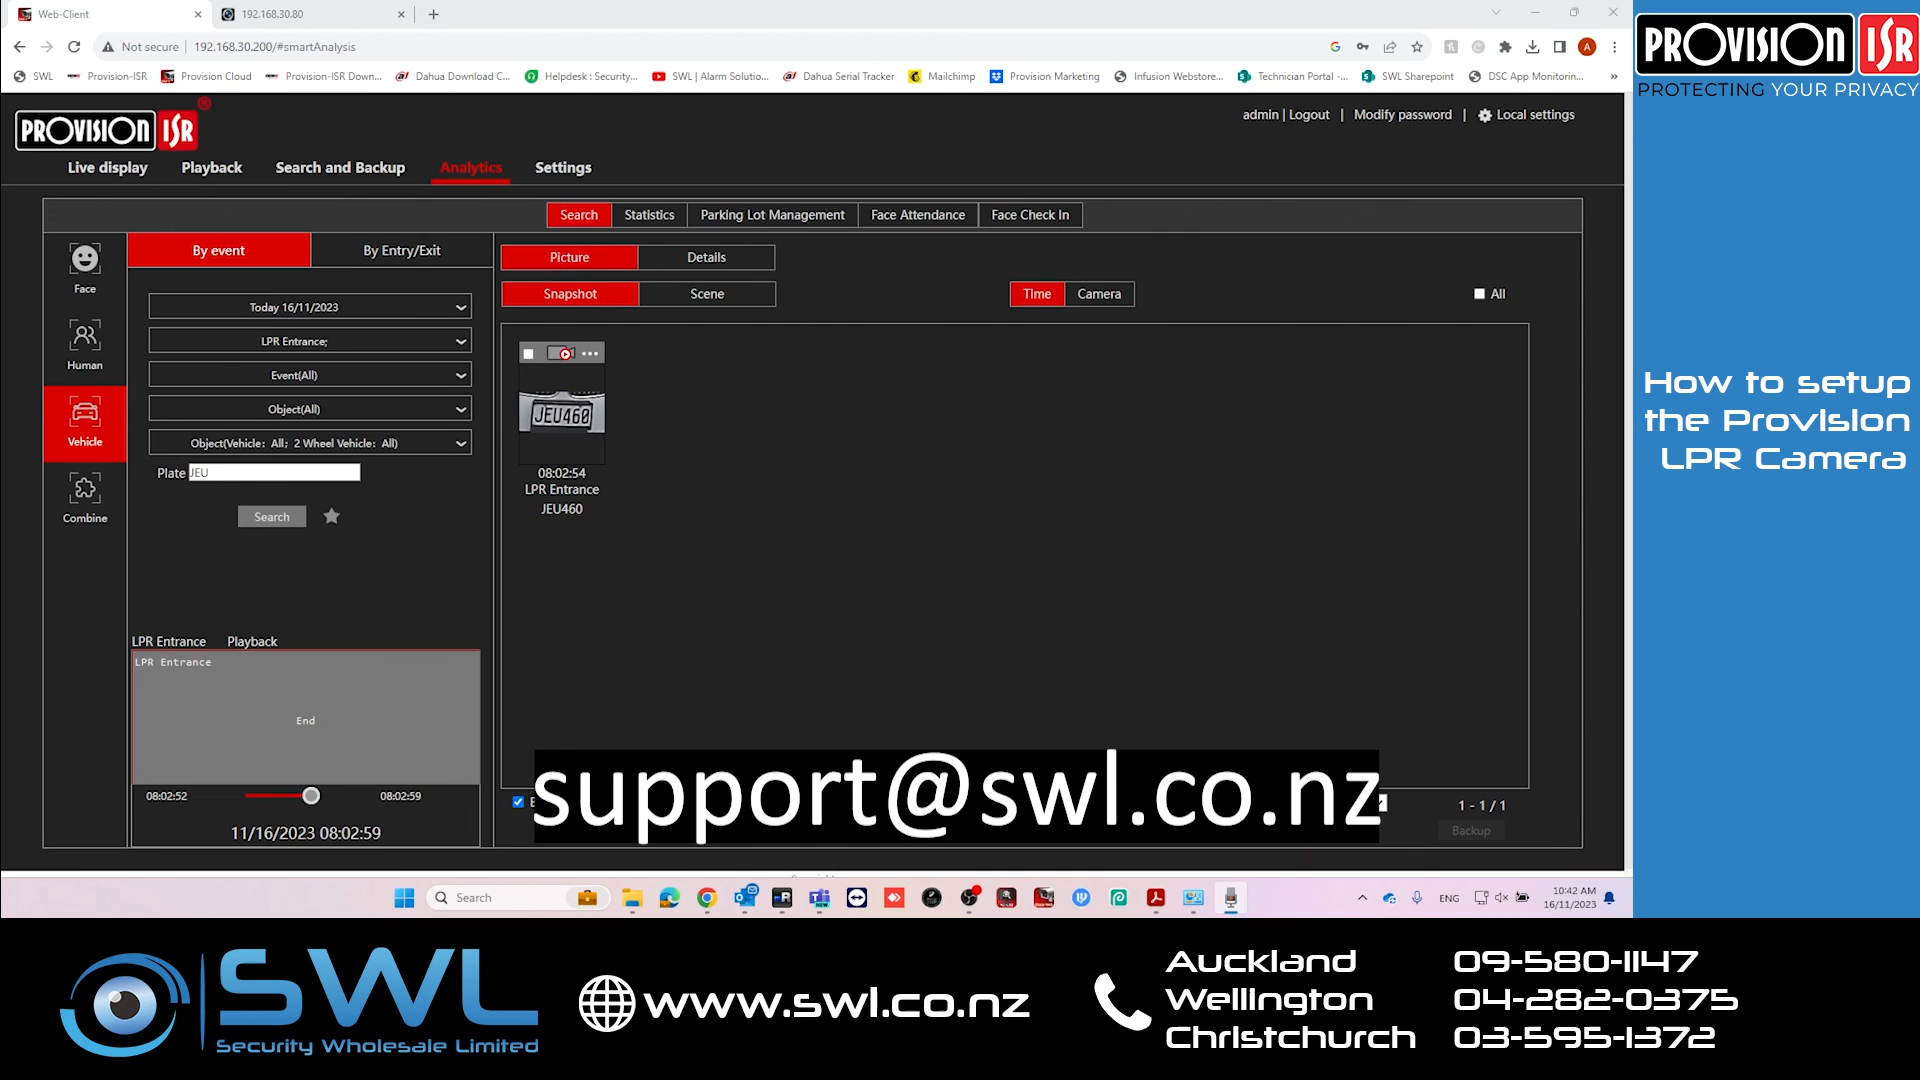 Web-Client
192.168.30.80
Not secure
192.168.30.200/#smartAnalysis
SWL
Provision-ISR
Provision Cloud
Provision-ISR Down...
Dahua Download C...
Helpdesk : Security...
SWL | Alarm Solutio...
Dahua Serial Tracker
Mailchimp
Provision Marketing
Infusion Webstore...
Technician Portal -...
SWL Sharepoint
DSC App Monitorin...
PROVISION ISR
PROTECTING YOUR PRIVACY
PROVISION ISR
admin | Logout | Modify password | Local settings
Live display
Playback
Search and Backup
Analytics
Settings
Search
Statistics
Parking Lot Management
Face Attendance
Face Check In
Face
Human
Vehicle
Combine
By event
By Entry/Exit
Today 16/11/2023
LPR Entrance;
Event(All)
Object(All)
Object(Vehicle: All; 2 Wheel Vehicle: All)
Plate JEU
Search
Picture
Details
Snapshot
Scene
Time
Camera
All
JEU460
08:02:54
LPR Entrance
JEU460
LPR Entrance Playback
LPR Entrance
End
08:02:52
08:02:59
11/16/2023 08:02:59
support@swl.co.nz
1 - 1 / 1
Backup
How to setup
the Provision
LPR Camera
Search
ENG
10:42 AM
16/11/2023
SWL
Security Wholesale Limited
www.swl.co.nz
Auckland 09-580-1147
Wellington 04-282-0375
Christchurch 03-595-1372